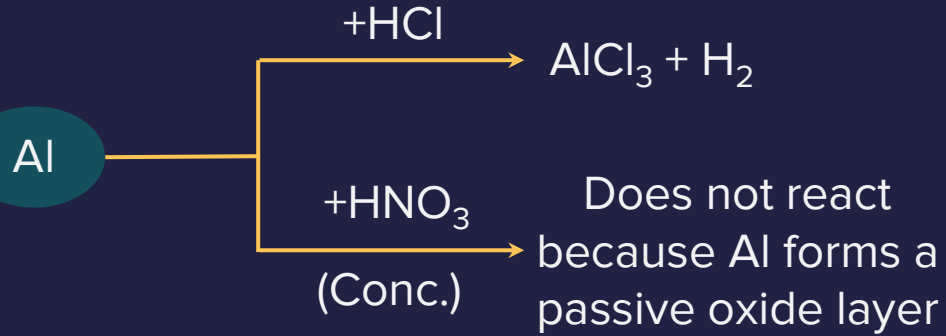 +HCl
AlCl₃ + H₂
Al
+HNO₃
(Conc.)
Does not react
because Al forms a
passive oxide layer